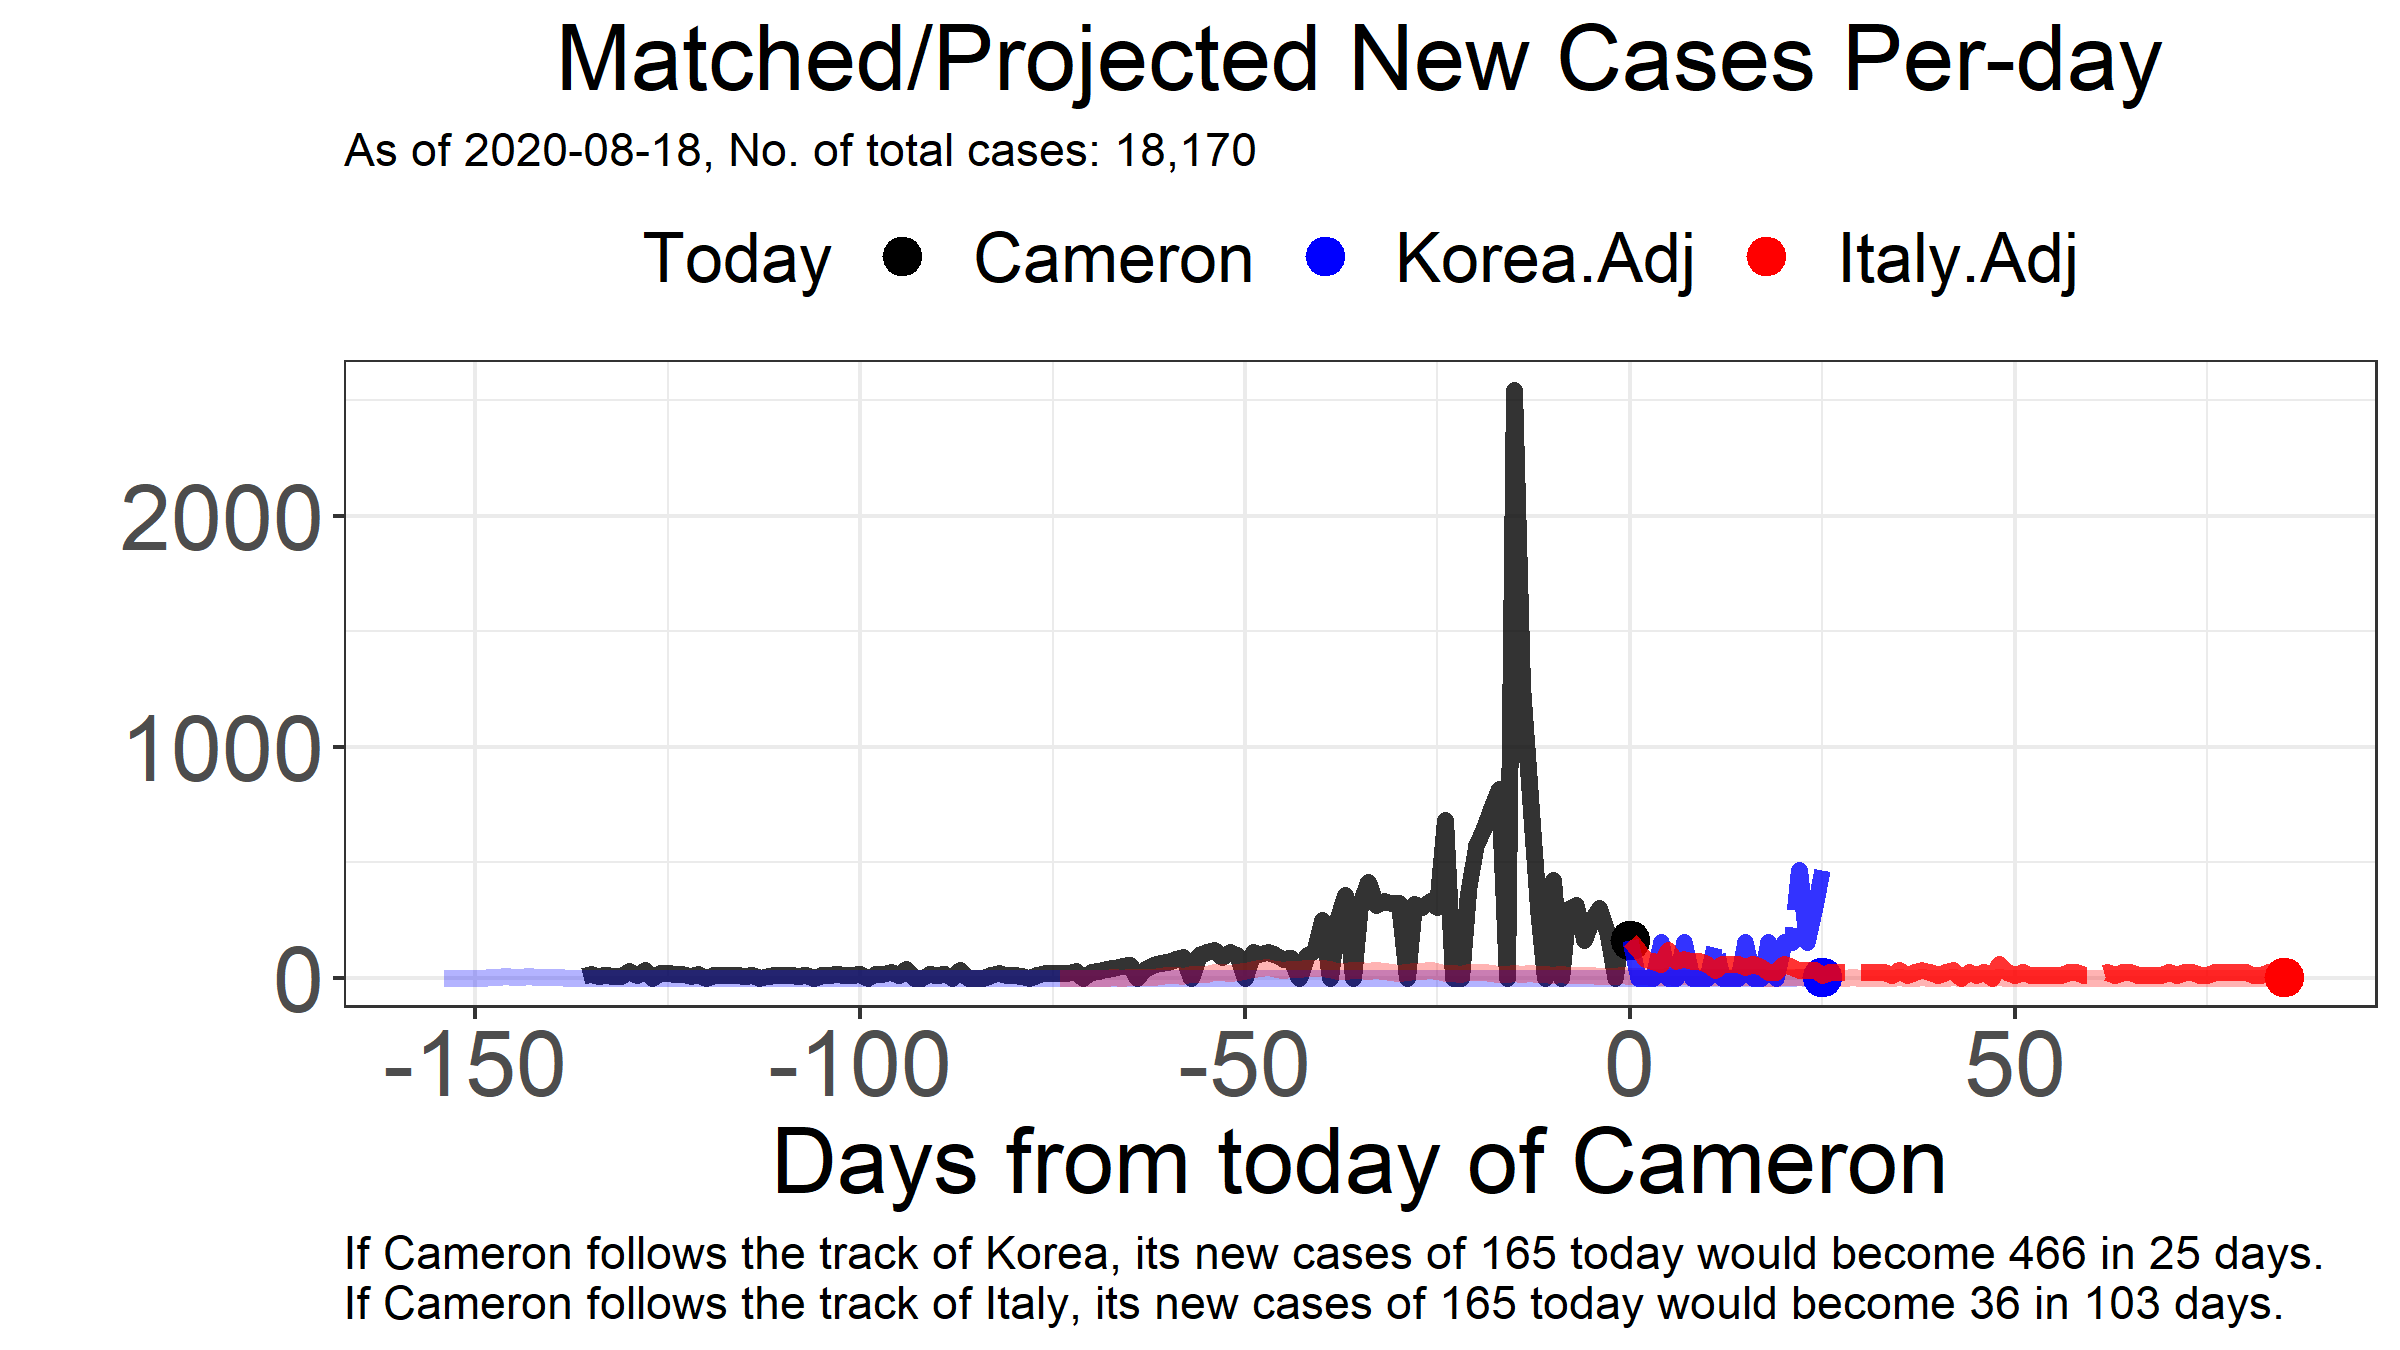 Matched/Projected New Cases Per-day
As of 2020-08-18, No. of total cases: 18,170
Today Cameron Korea.Adj Italy.Adj
2000
1000
0
-150 -100 -50 0 50
Days from today of Cameron
If Cameron follows the track of Korea, its new cases of 165 today would become 466 in 25 days.
If Cameron follows the track of Italy, its new cases of 165 today would become 36 in 103 days.